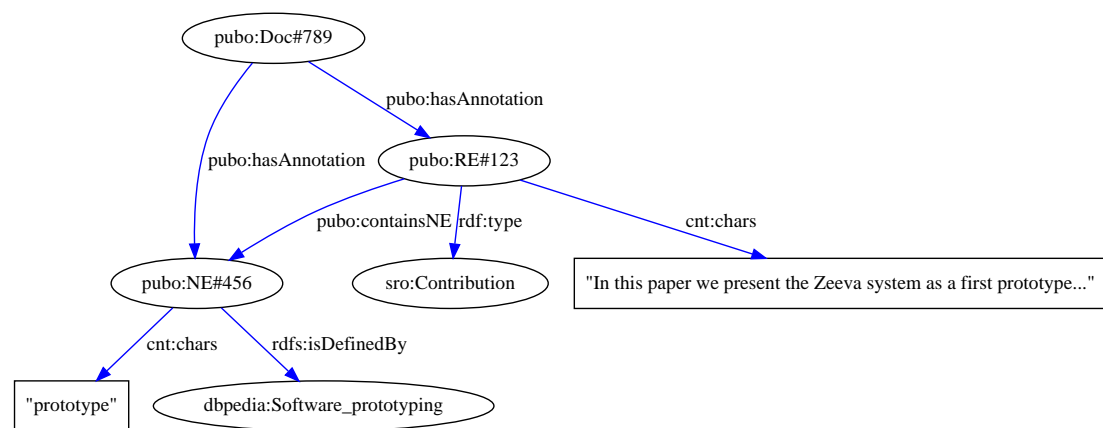 pubo:Doc#789
pubo:hasAnnotation
pubo:hasAnnotation
pubo:RE#123
pubo:containsNE
rdf:type
cnt:chars
pubo:NE#456
sro:Contribution
"In this paper we present the Zeeva system as a first prototype..."
cnt:chars
rdfs:isDefinedBy
"prototype"
dbpedia:Software_prototyping